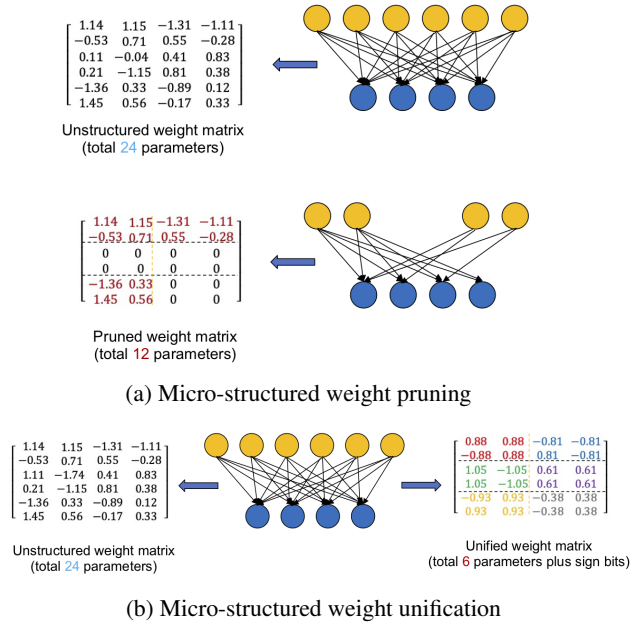 1.14 1.15 −1.31 −1.11
−0.53 0.71 0.55 −0.28
0.11 −0.04 0.41 0.83
0.21 −1.15 0.81 0.38
−1.36 0.33 −0.89 0.12
1.45 0.56 −0.17 0.33
Unstructured weight matrix
(total 24 parameters)
1.14 1.15 −1.31 −1.11
−0.53 0.71 0.55 −0.28
0 0 0 0
0 0 0 0
−1.36 0.33 0 0
1.45 0.56 0 0
Pruned weight matrix
(total 12 parameters)
(a) Micro-structured weight pruning
1.14 1.15 −1.31 −1.11
−0.53 0.71 0.55 −0.28
1.11 −1.74 0.41 0.83
0.21 −1.15 0.81 0.38
−1.36 0.33 −0.89 0.12
1.45 0.56 −0.17 0.33
Unstructured weight matrix
(total 24 parameters)
0.88 0.88 −0.81 −0.81
−0.88 0.88 0.81 −0.81
1.05 −1.05 0.61 0.61
1.05 −1.05 0.61 0.61
−0.93 0.93 −0.38 0.38
0.93 0.93 −0.38 0.38
Unified weight matrix
(total 6 parameters plus sign bits)
(b) Micro-structured weight unification